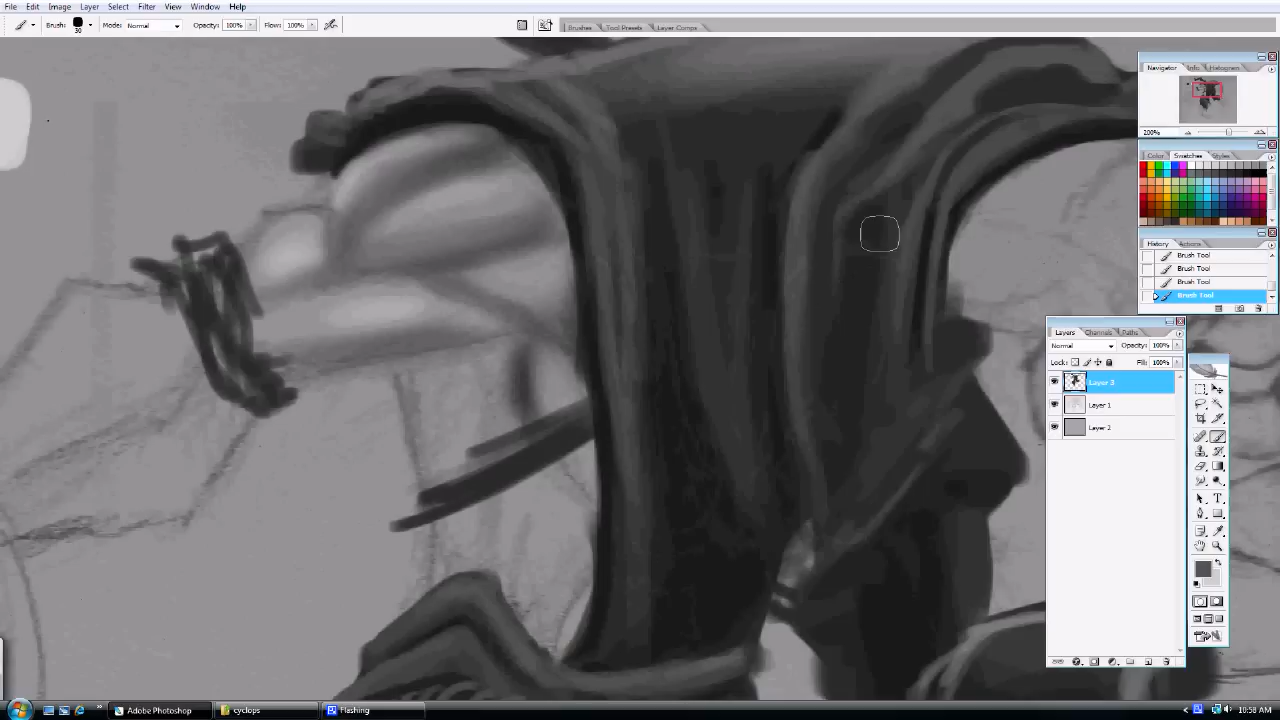 File Edit Image Layer Select Filter View Window Help
Brush: 30 Mode: Normal Opacity: 100% Flow: 100% Brushes Tool Presets Layer Comps
Navigator Info Histogram
200%
Color Swatches Styles
History Actions
Brush Tool
Brush Tool
Brush Tool
Brush Tool
Layers Channels Paths
Normal Opacity: 100%
Lock: Fill: 100%
Layer 3
Layer 1
Layer 2
Adobe Photoshop cyclops Flashing 10:58 AM